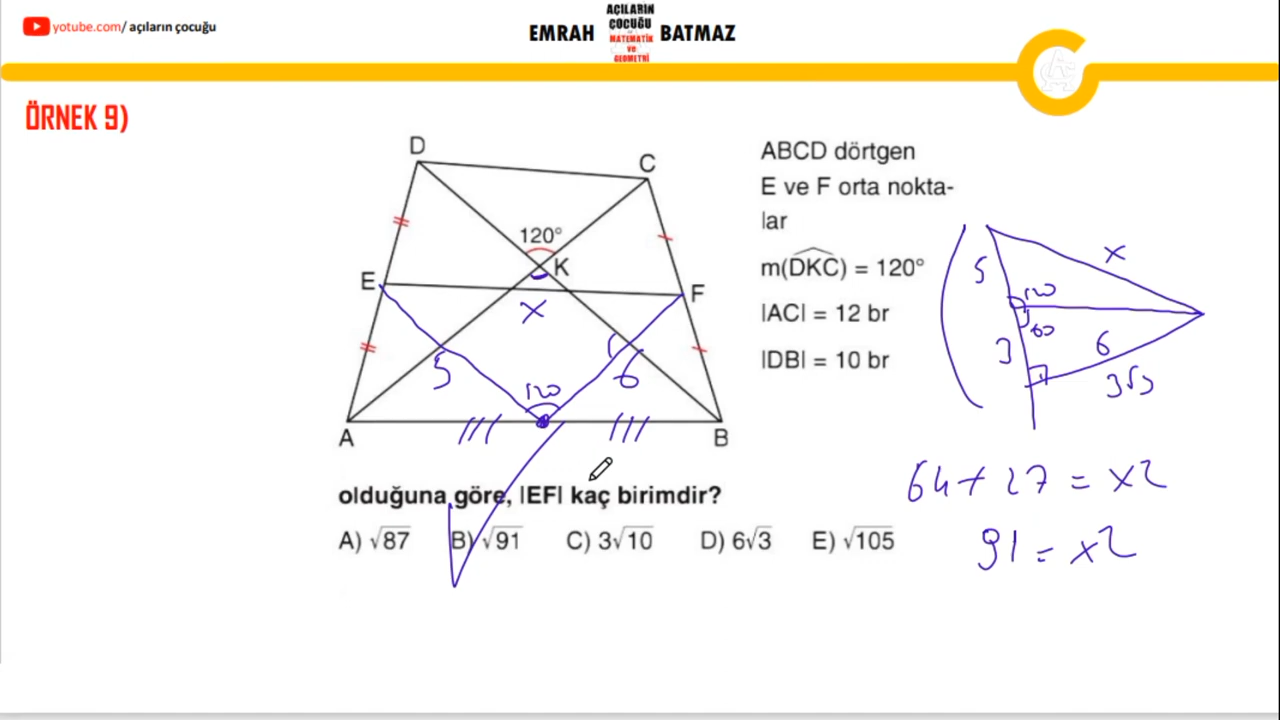 yotube.com/ açıların çocuğu
EMRAH
AÇILARIN
ÇOCUĞU
MATEMATİK
ve
GEOMETRİ
BATMAZ
ÖRNEK 9)
D
C
120°
K
E
F
x
5
6
120
A
B
ABCD dörtgen
E ve F orta nokta-
lar
m(DKC) = 120°
|AC| = 12 br
|DB| = 10 br
5
x
120
60
3
6
3√3
64 + 27 = x2
91 = x2
olduğuna göre, |EF| kaç birimdir?
A) √87 B) √91 C) 3√10 D) 6√3 E) √105